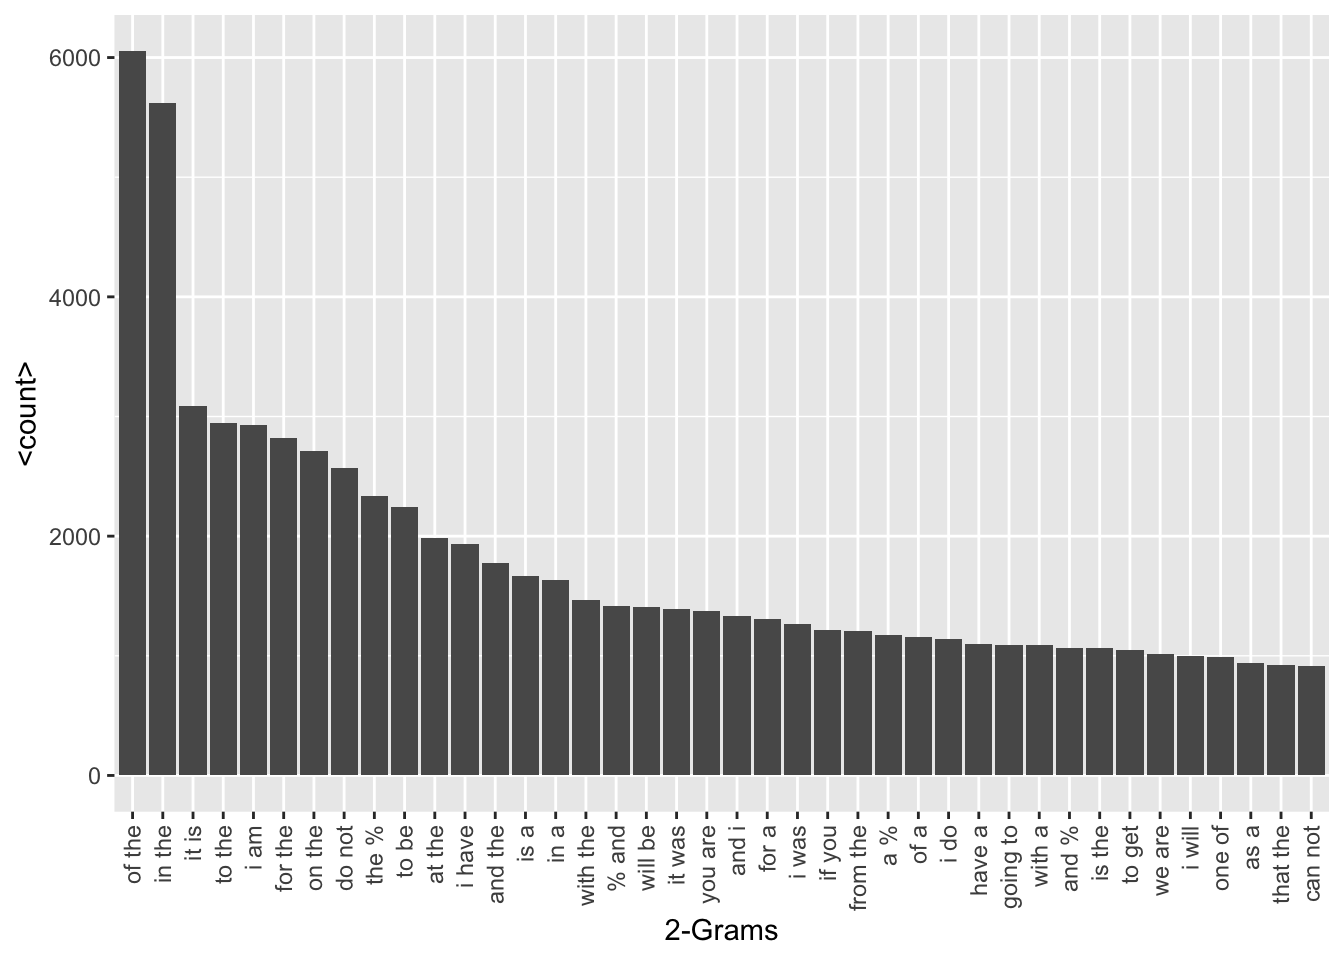 6000
4000
2000
0
<count>
of the
in the
it is
to the
i am
for the
on the
do not
the %
to be
at the
i have
and the
is a
in a
with the
% and
will be
it was
you are
and i
for a
i was
if you
from the
a %
of a
i do
have a
going to
with a
and %
is the
to get
we are
i will
one of
as a
that the
can not
2-Grams